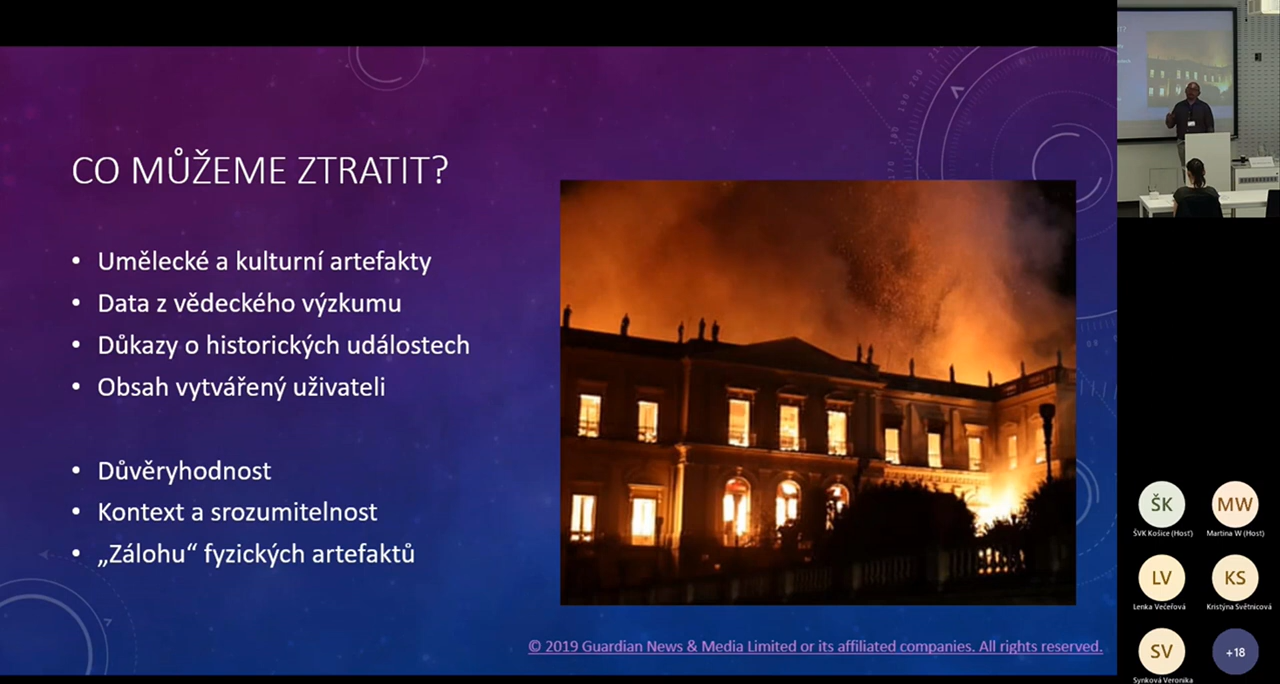 CO MŮŽEME ZTRATIT?
• Umělecké a kulturní artefakty
• Data z vědeckého výzkumu
• Důkazy o historických událostech
• Obsah vytvářený uživateli
• Důvěryhodnost
• Kontext a srozumitelnost
• „Zálohu“ fyzických artefaktů
© 2019 Guardian News & Media Limited or its affiliated companies. All rights reserved.
ŠK
ŠVK Košice (Hosť)
MW
Martina W (Host)
LV
Lenka Večeřová
KS
Kristýna Světnicová
SV
Synková Veronika
+18